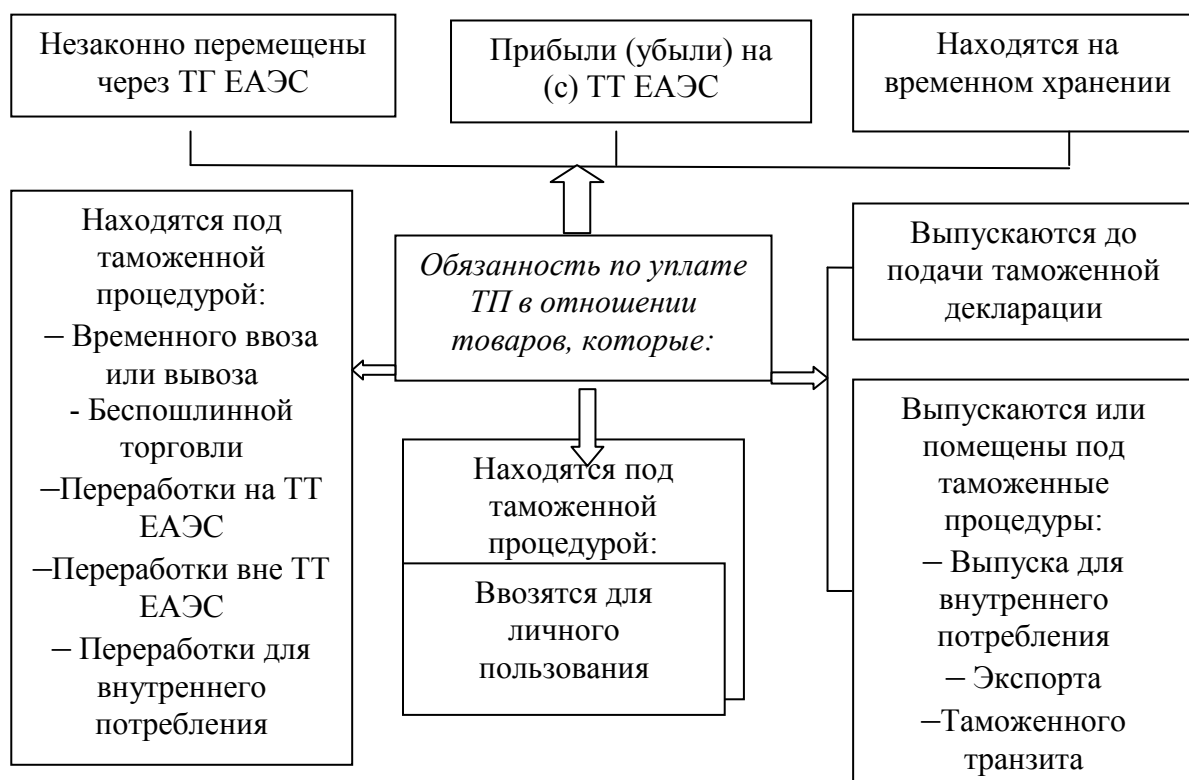 Незаконно перемещены
через ТГ ЕАЭС
Прибыли (убыли) на
(с) ТТ ЕАЭС
Находятся на
временном хранении
Находятся под
таможенной
процедурой:
– Временного ввоза
или вывоза
- Беспошлинной
торговли
–Переработки на ТТ
ЕАЭС
–Переработки вне ТТ
ЕАЭС
– Переработки для
внутреннего
потребления
Обязанность по уплате
ТП в отношении
товаров, которые:
Находятся под
таможенной
процедурой:
Ввозятся для
личного
пользования
Выпускаются до
подачи таможенной
декларации
Выпускаются или
помещены под
таможенные
процедуры:
– Выпуска для
внутреннего
потребления
– Экспорта
–Таможенного
транзита